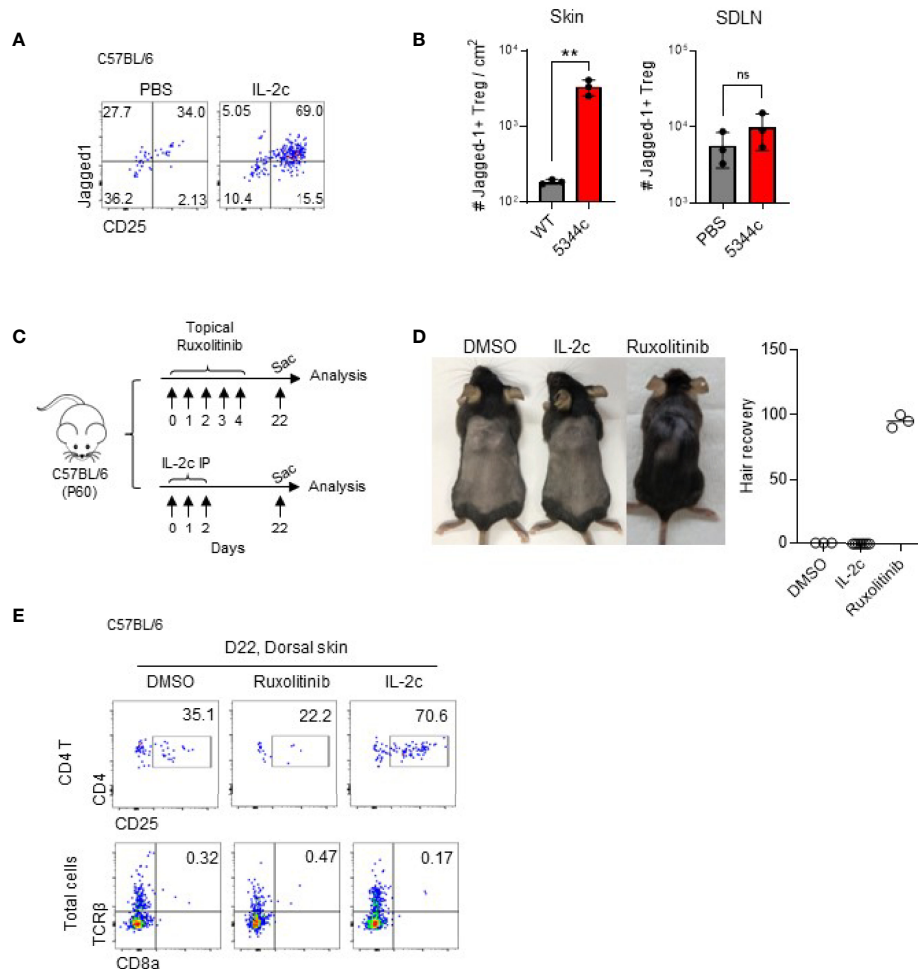 A
C57BL/6
PBS
IL-2c
27.7
34.0
5.05
69.0
36.2
2.13
10.4
15.5
Jagged1
CD25
B
Skin
# Jagged-1+ Treg / cm²
10⁴
10³
10²
**
WT
5344c
SDLN
# Jagged-1+ Treg
10⁵
10⁴
10³
ns
PBS
5344c
C
Topical
Ruxolitinib
Sac
Analysis
0 1 2 3 4 22
C57BL/6
(P60)
IL-2c IP
Sac
Analysis
0 1 2 22
Days
D
DMSO
IL-2c
Ruxolitinib
Hair recovery
150
100
50
0
DMSO
IL-2c
Ruxolitinib
E
C57BL/6
D22, Dorsal skin
DMSO
Ruxolitinib
IL-2c
35.1
22.2
70.6
CD4 T
CD4
CD25
0.32
0.47
0.17
Total cells
TCRβ
CD8a